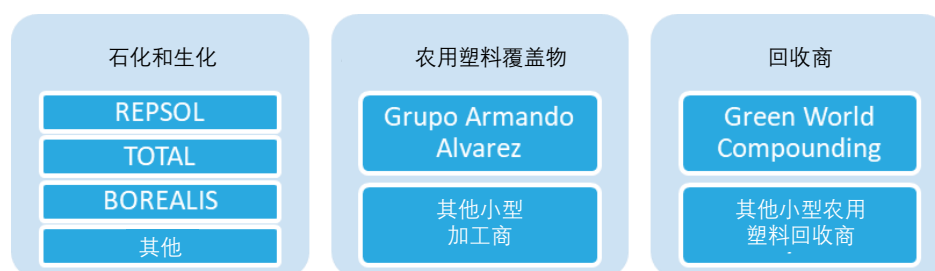 石化和生化
REPSOL
TOTAL
BOREALIS
其他
农用塑料覆盖物
Grupo Armando
Alvarez
其他小型
加工商
回收商
Green World
Compounding
其他小型农用
塑料回收商